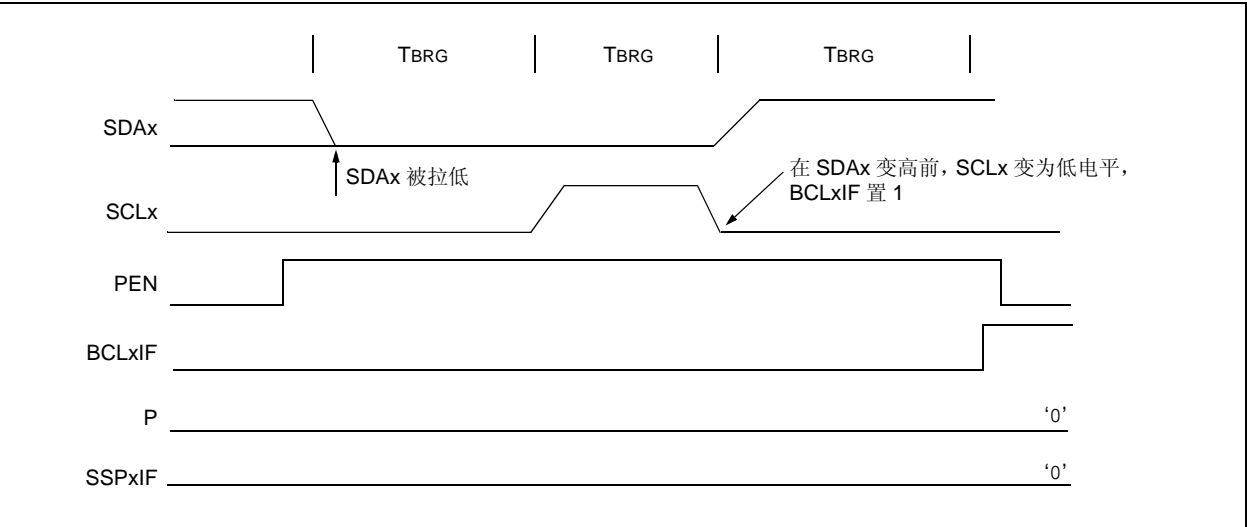 TBRG TBRG TBRG
SDAx
SDAx 被拉低
在 SDAx 变高前，SCLx 变为低电平，
BCLxIF 置 1
SCLx
PEN
BCLxIF
P '0'
SSPxIF '0'